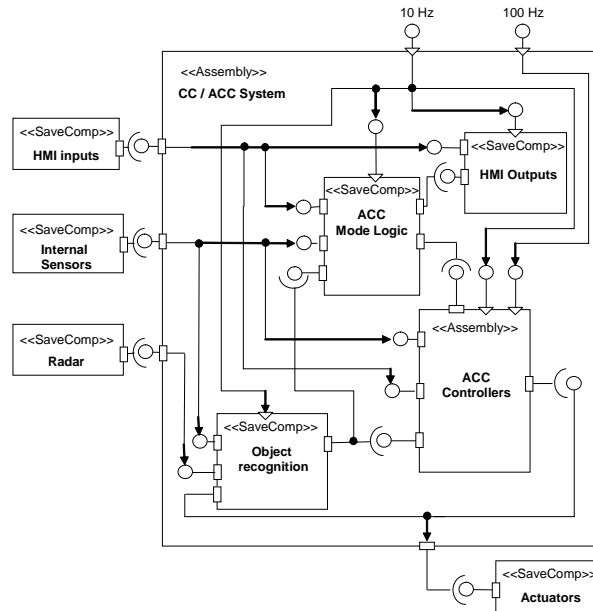 10 Hz
100 Hz
<<Assembly>>
CC / ACC System
<<SaveComp>>
HMI inputs
<<SaveComp>>
HMI Outputs
<<SaveComp>>
ACC
Mode Logic
<<SaveComp>>
Internal
Sensors
<<SaveComp>>
Radar
<<Assembly>>
ACC
Controllers
<<SaveComp>>
Object
recognition
<<SaveComp>>
Actuators